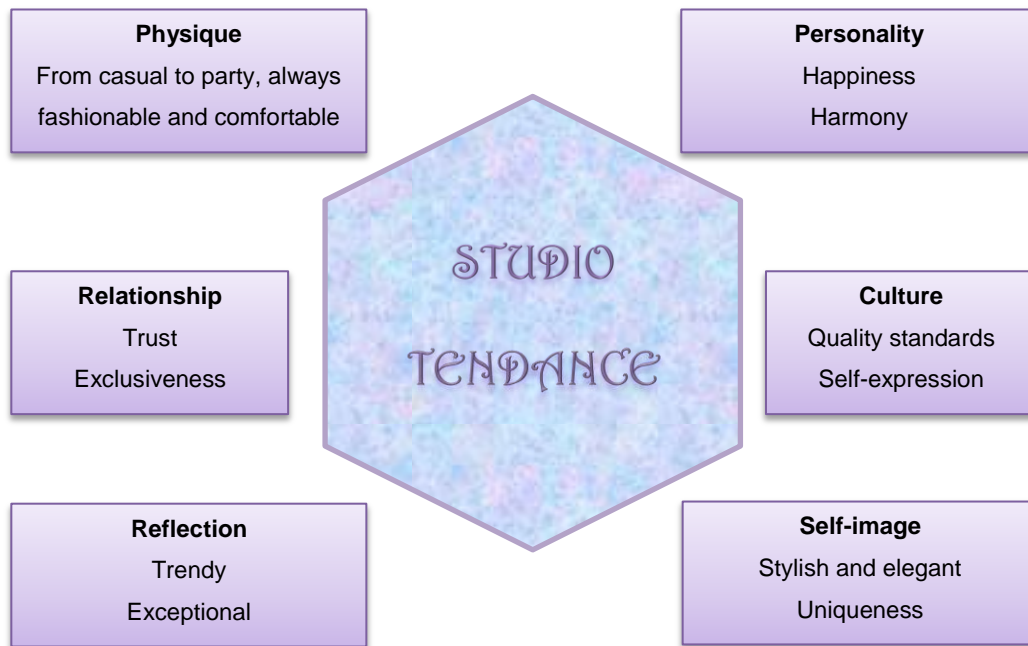 Physique
From casual to party, always
fashionable and comfortable
Personality
Happiness
Harmony
STUDIO
TENDANCE
Relationship
Trust
Exclusiveness
Culture
Quality standards
Self-expression
Reflection
Trendy
Exceptional
Self-image
Stylish and elegant
Uniqueness